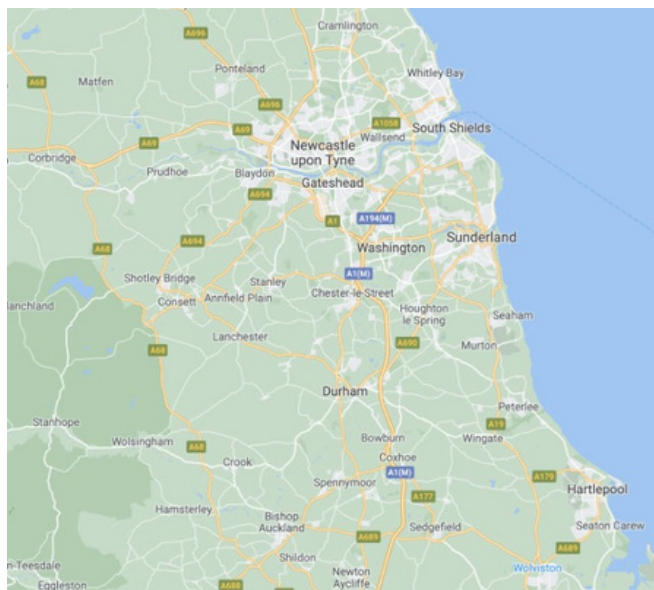 Cramlington
A696
Ponteland
Whitley Bay
Matfen
A68
A696
A1058
A69
Wallsend
South Shields
A69
Newcastle
upon Tyne
Corbridge
Prudhoe
Blaydon
Gateshead
A694
A194(M)
A1
A694
A68
Washington
Sunderland
A1(M)
Shotley Bridge
Stanley
Consett
Annfield Plain
Chester-le-Street
lanchland
Houghton
le Spring
Seaham
Lanchester
A690
Murton
A68
Durham
Peterlee
Stanhope
A19
Wolsingham
A68
Bowburn
Wingate
Crook
Coxhoe
A1(M)
A179
Spennymoor
Hartlepool
A177
Hamsterley
Bishop
Auckland
Sedgefield
Seaton Carew
A689
A689
Shildon
n-Teesdale
Wolviston
Newton
Aycliffe
A688
Eggleston